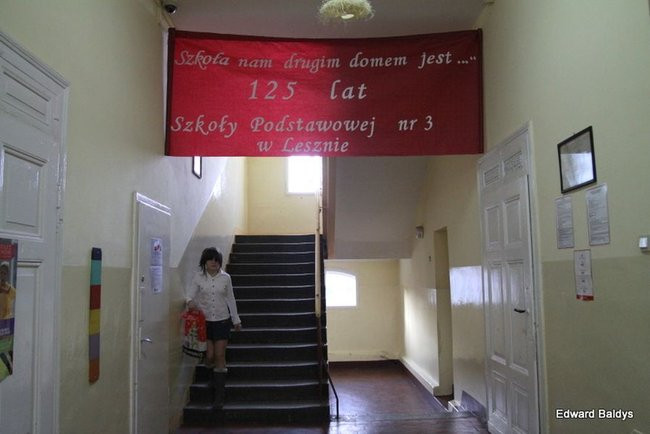 Szkoła nam drugim domem jest ...“
125 lat
Szkoły Podstawowej nr 3
w Lesznie
Edward Baldys